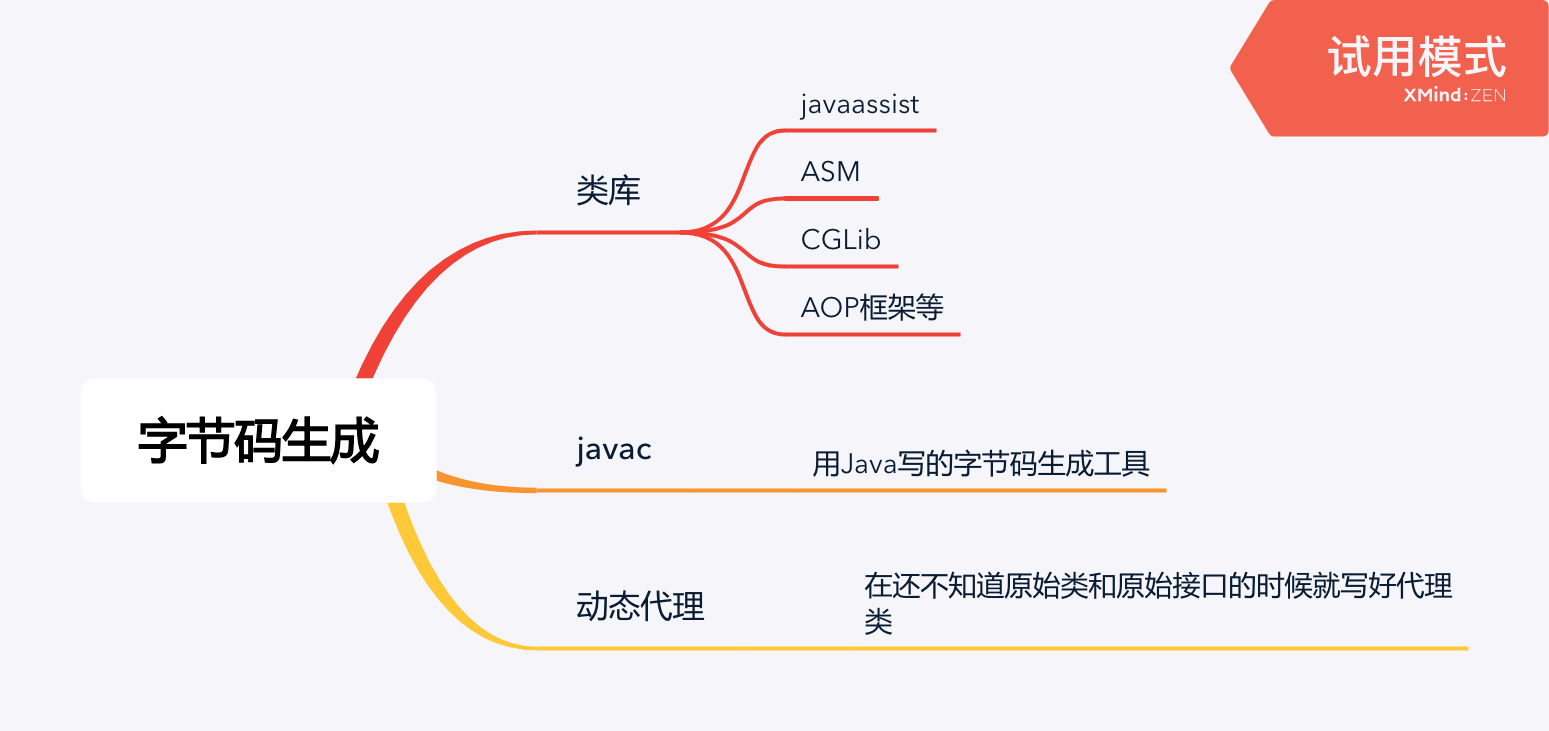 试用模式
XMind:ZEN
javaassist
ASM
类库
CGLib
AOP框架等
字节码生成
javac
用Java写的字节码生成工具
动态代理
在还不知道原始类和原始接口的时候就写好代理
类